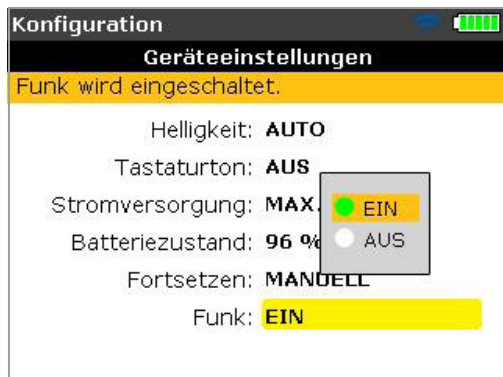 Konfiguration
Geräteeinstellungen
Funk wird eingeschaltet.
Helligkeit: AUTO
Tastaturton: AUS
Stromversorgung: MAX.
Batteriezustand: 96 %
Fortsetzen: MANUELL
Funk: EIN
EIN
AUS